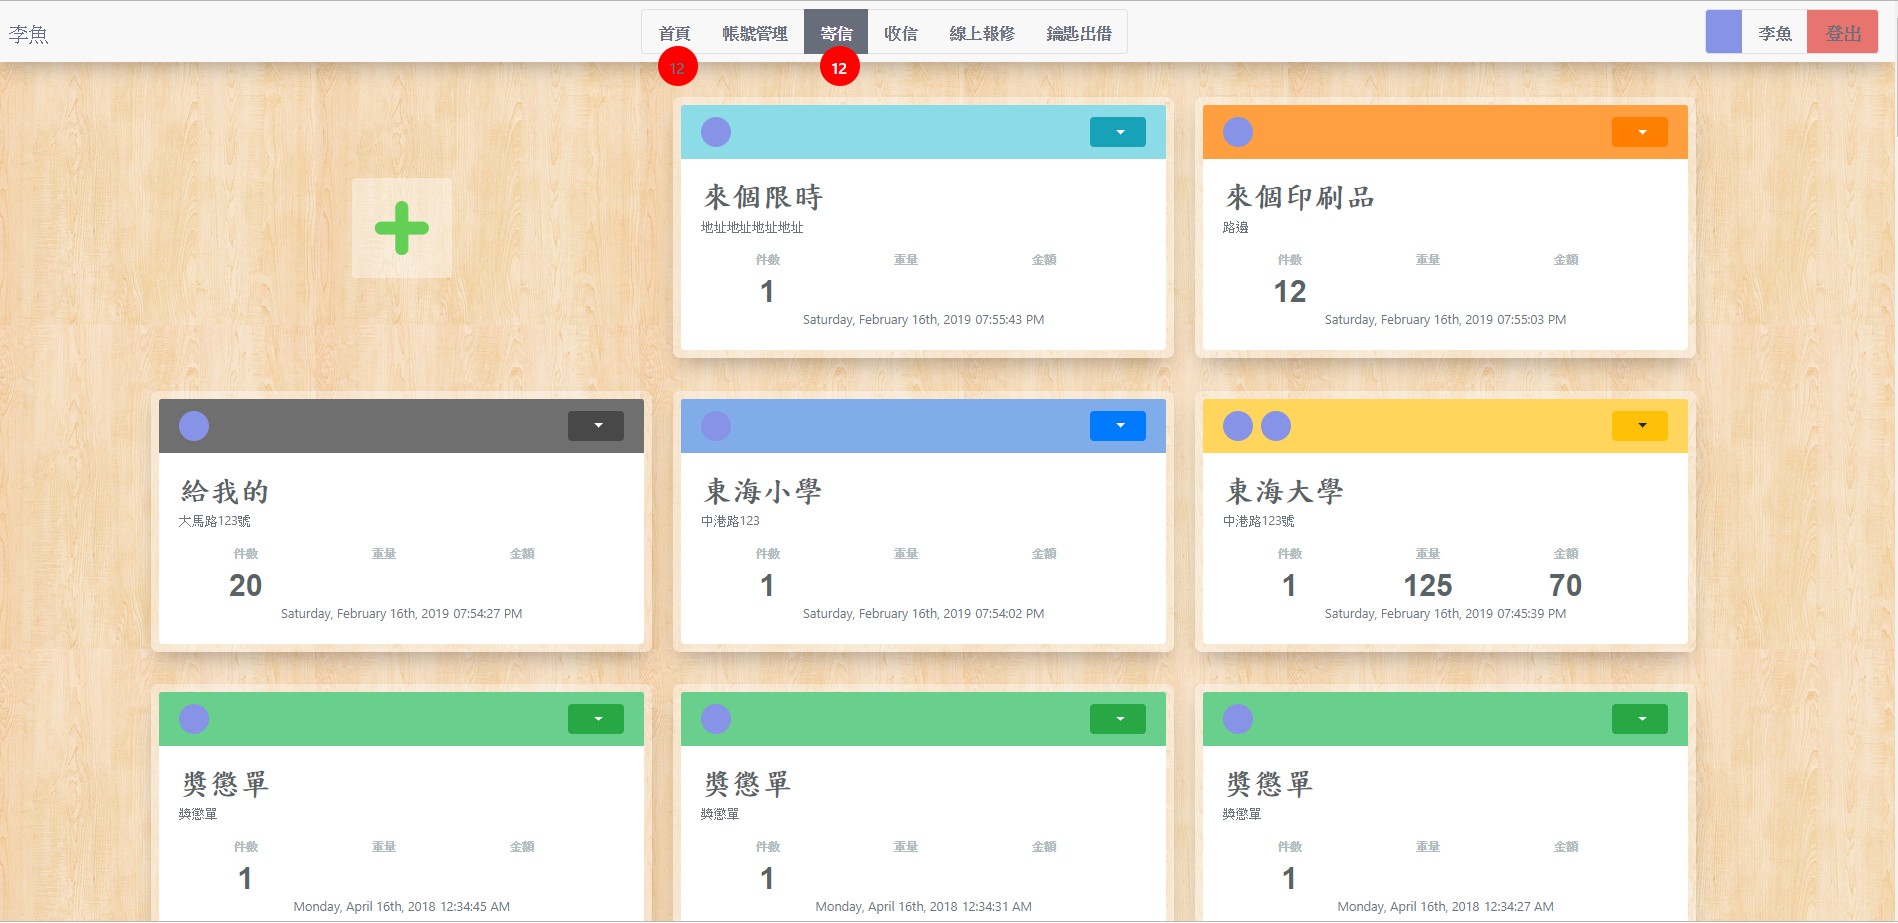 李魚
首頁 帳號管理 寄信 收信 線上報修 鑰匙出借
李魚 登出
12 12
來個限時
地址地址地址地址
件數 重量 金額
1
Saturday, February 16th, 2019 07:55:43 PM
來個印刷品
路邊
件數 重量 金額
12
Saturday, February 16th, 2019 07:55:03 PM
給我的
大馬路123號
件數 重量 金額
20
Saturday, February 16th, 2019 07:54:27 PM
東海小學
中港路123
件數 重量 金額
1
Saturday, February 16th, 2019 07:54:02 PM
東海大學
中港路123號
件數 重量 金額
1 125 70
Saturday, February 16th, 2019 07:45:39 PM
獎懲單
獎懲單
件數 重量 金額
1
Monday, April 16th, 2018 12:34:45 AM
獎懲單
獎懲單
件數 重量 金額
1
Monday, April 16th, 2018 12:34:31 AM
獎懲單
獎懲單
件數 重量 金額
1
Monday, April 16th, 2018 12:34:27 AM